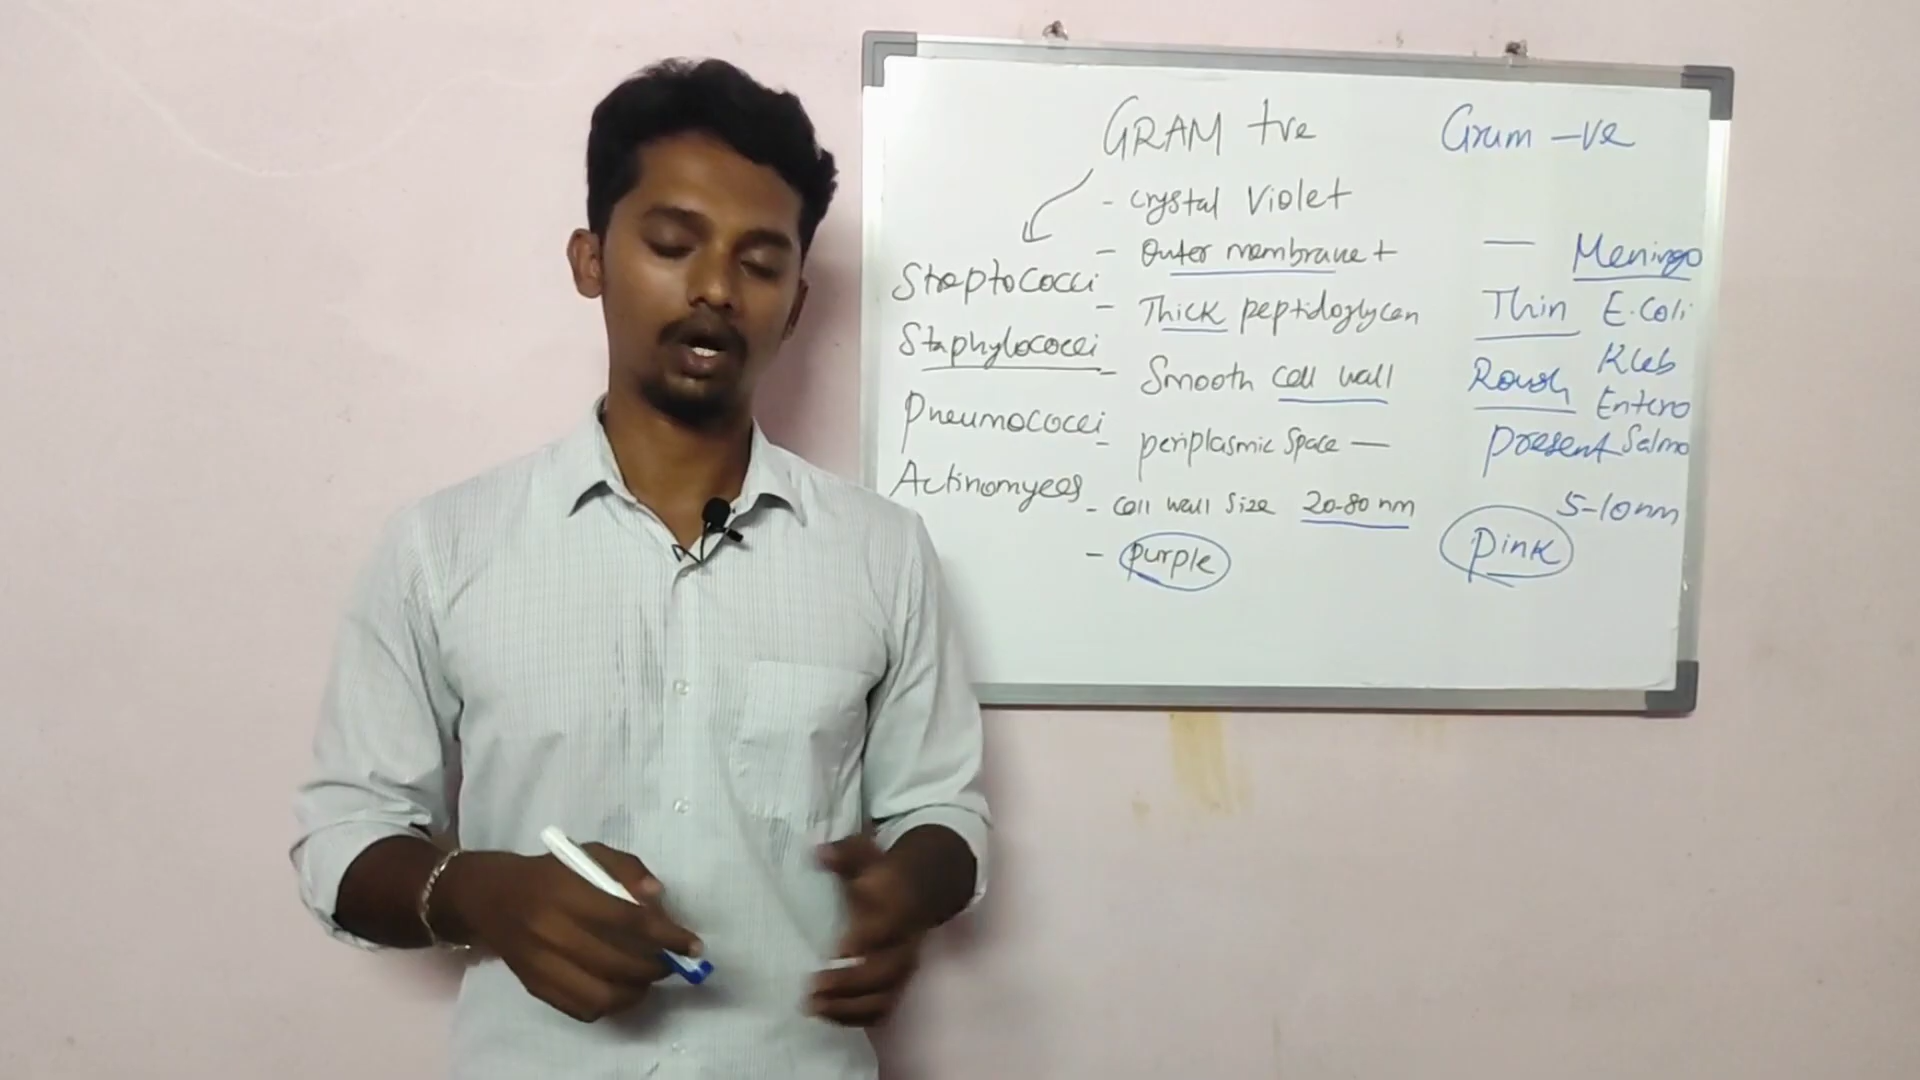 GRAM +ve
Gram -ve
- crystal Violet
- Outer membrane +
—
- Thick peptidoglycan
Thin
- Smooth cell wall
Rough
- periplasmic Space —
present
- cell wall size 20-80 nm
5-10nm
- purple
pink
Streptococci
Staphylococci
Pneumococci
Actinomyces
Meningo
E.Coli
Kleb
Entero
Salmo